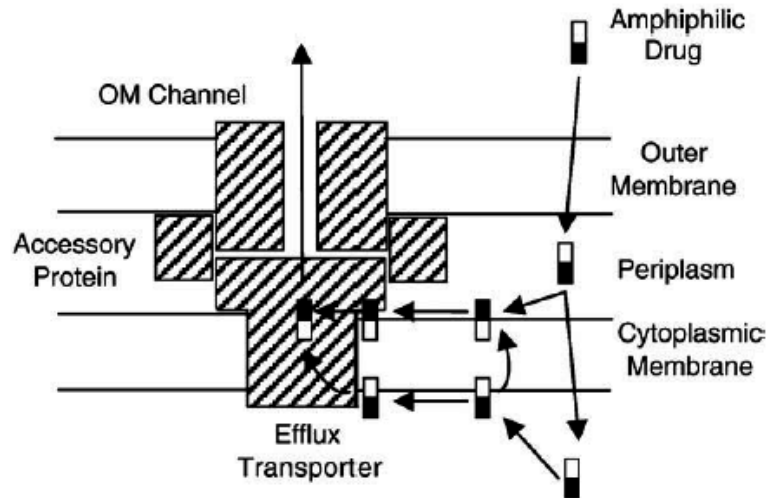 Amphiphilic
Drug
OM Channel
Outer
Membrane
Accessory
Protein
Periplasm
Cytoplasmic
Membrane
Efflux
Transporter